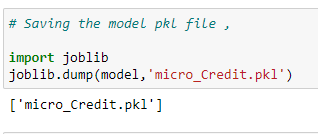 # Saving the model pkl file ,
import joblib
joblib.dump(model,'micro_Credit.pkl')
['micro_Credit.pkl']